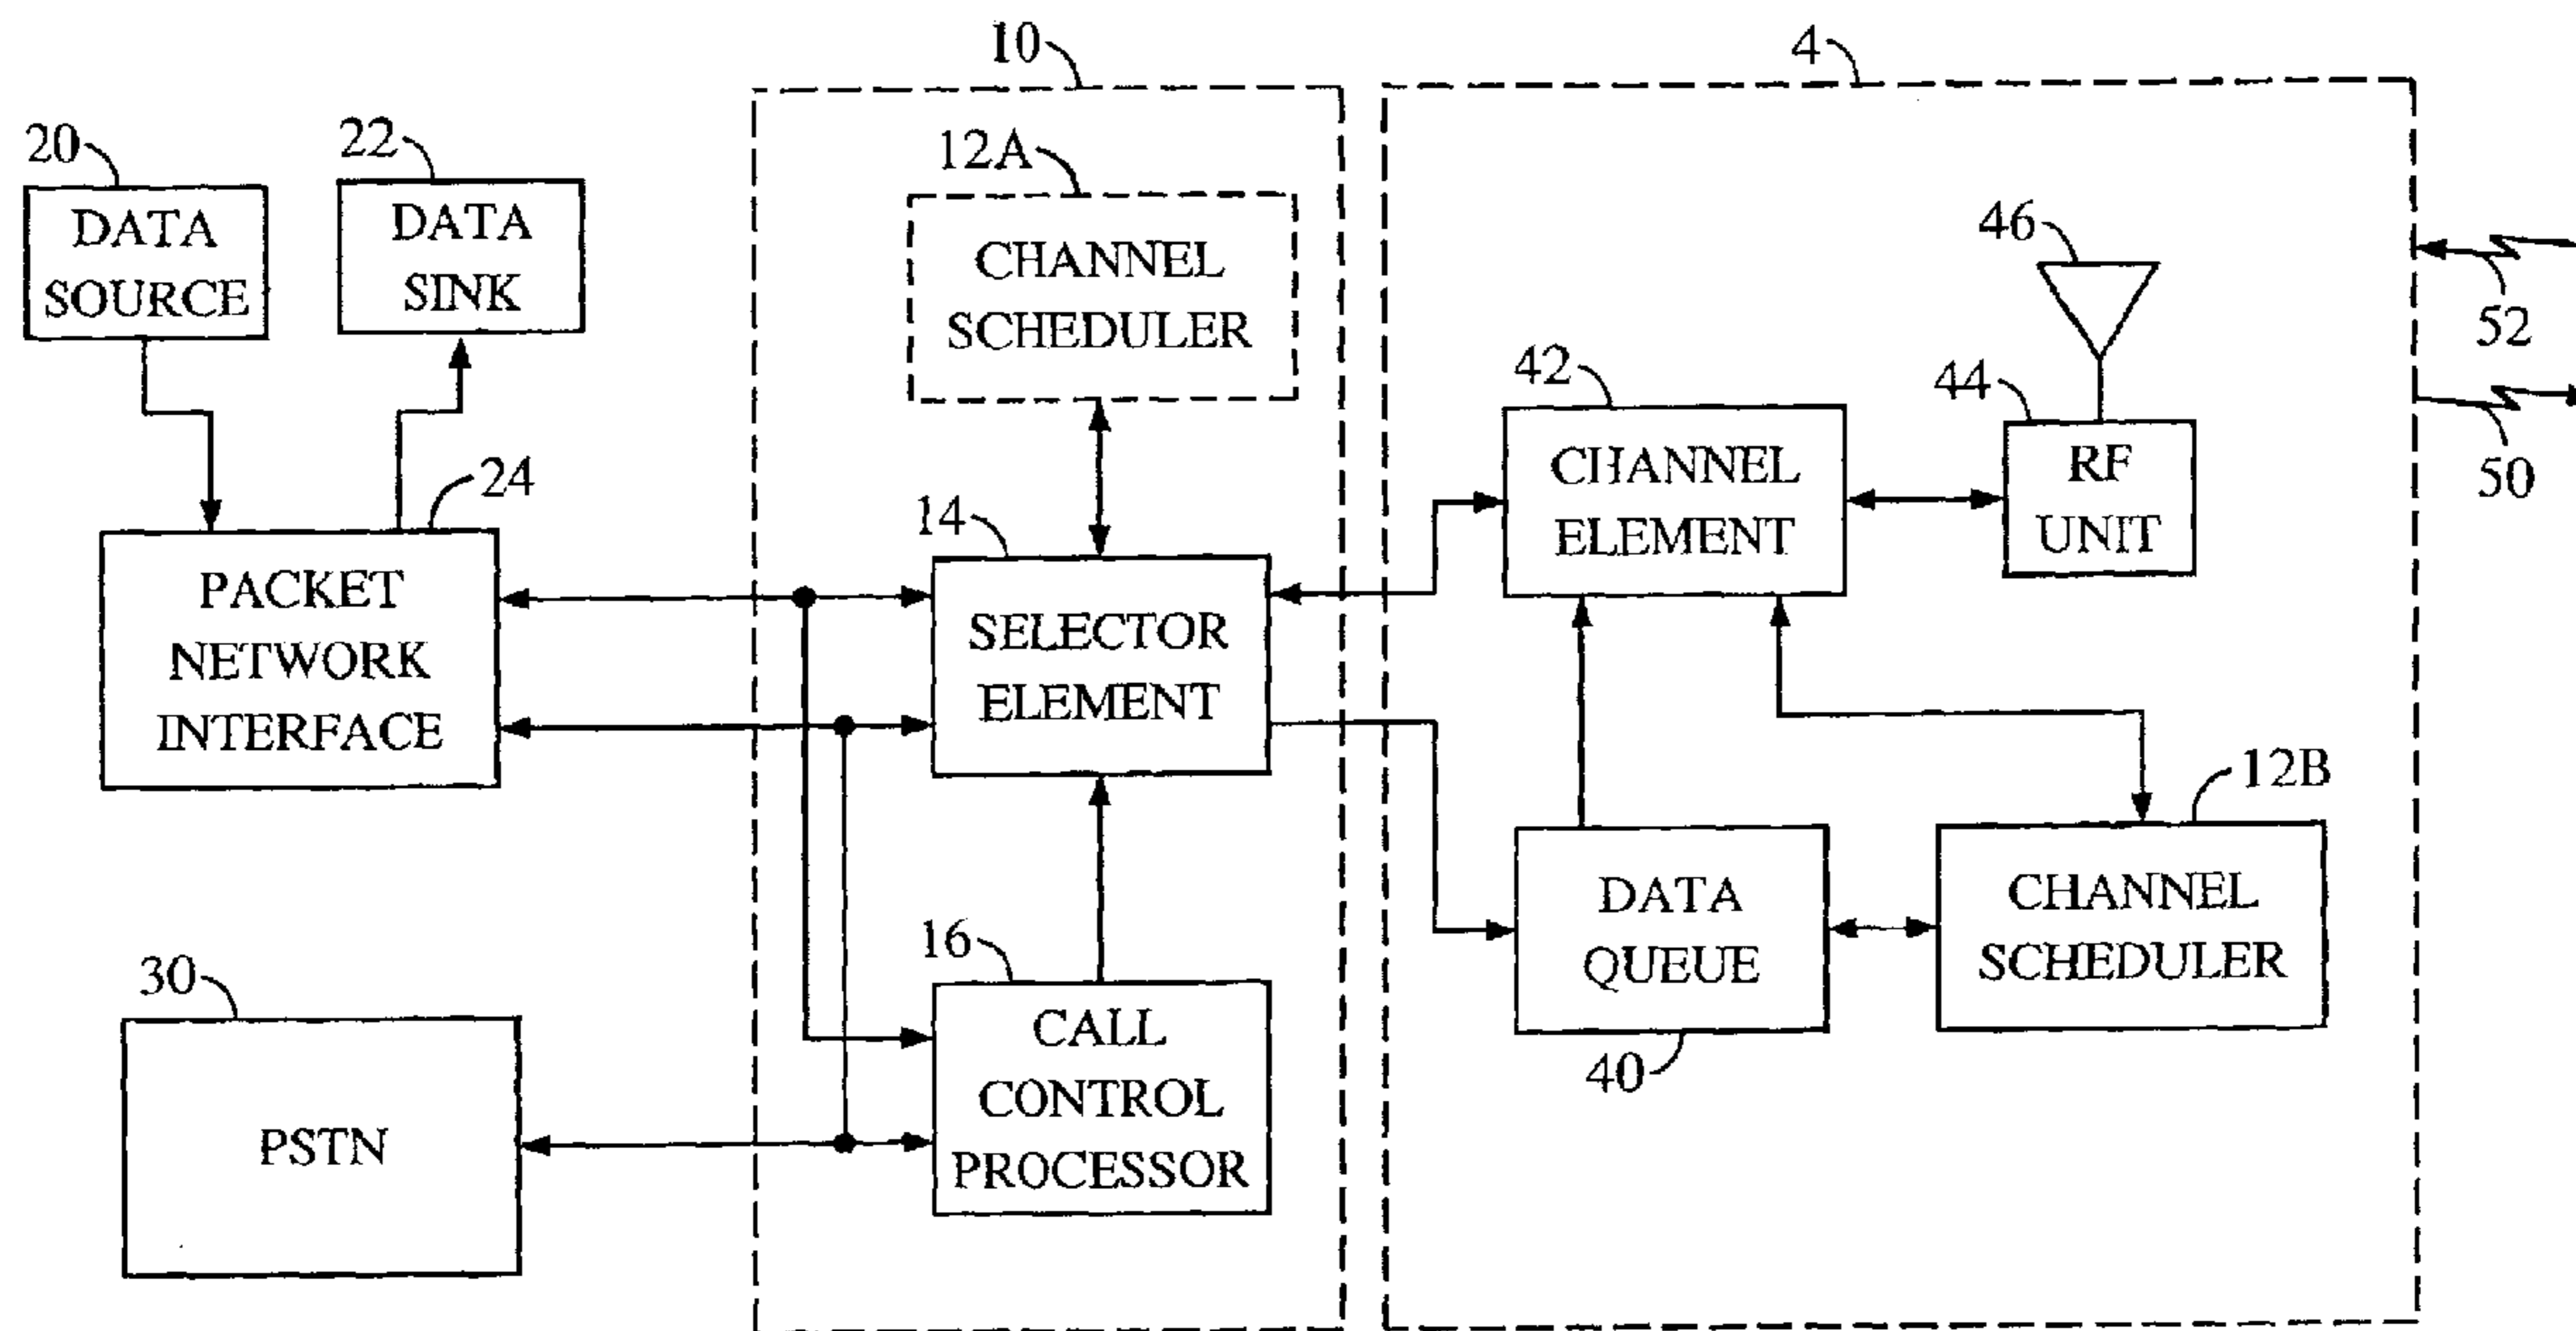 10
4
20
22
12A
DATA
SOURCE
DATA
SINK
CHANNEL
SCHEDULER
46
52
24
42
44
50
14
CHANNEL
ELEMENT
RF
UNIT
PACKET
NETWORK
INTERFACE
SELECTOR
ELEMENT
12B
16
DATA
QUEUE
CHANNEL
SCHEDULER
30
40
CALL
CONTROL
PROCESSOR
PSTN